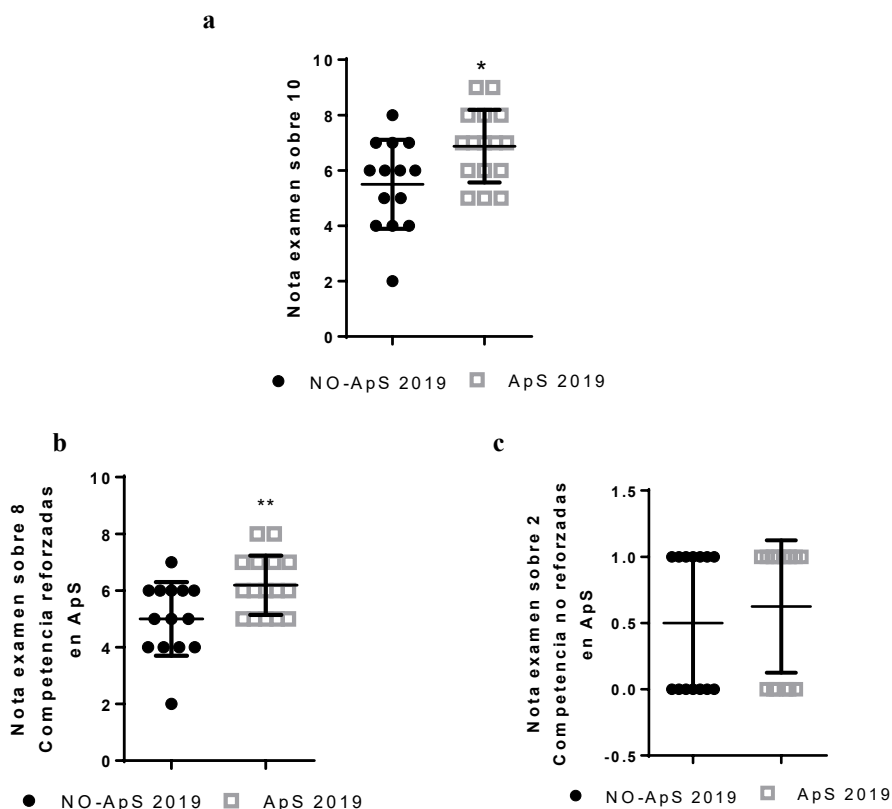 a
Nota examen sobre 10
10
8
6
4
2
0
*
NO-ApS 2019
ApS 2019
b
Nota examen sobre 8
Competencia reforzadas
en ApS
10
8
6
4
2
0
**
NO-ApS 2019
ApS 2019
c
Nota examen sobre 2
Competencia no reforzadas
en ApS
1.5
1.0
0.5
0.0
-0.5
NO-ApS 2019
ApS 2019